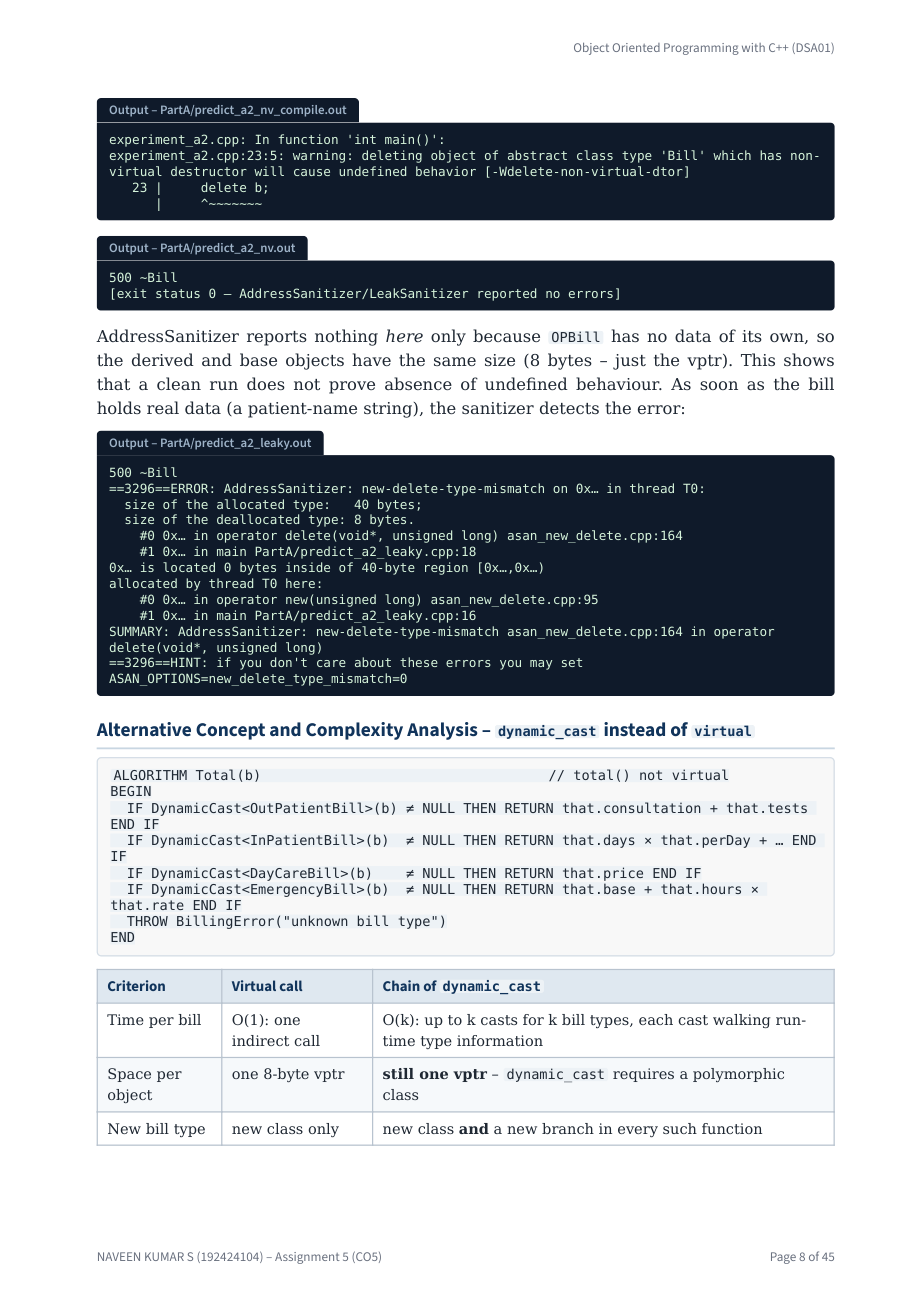 Object Oriented Programming with C++ (DSA01)
Output – PartA/predict_a2_nv_compile.out
experiment_a2.cpp: In function 'int main()':
experiment_a2.cpp:23:5: warning: deleting object of abstract class type 'Bill' which has non-
virtual destructor will cause undefined behavior [-Wdelete-non-virtual-dtor]
   23 |     delete b;
      |     ^~~~~~~~
Output – PartA/predict_a2_nv.out
500 ~Bill
[exit status 0 – AddressSanitizer/LeakSanitizer reported no errors]
AddressSanitizer reports nothing here only because OPBill has no data of its own, so
the derived and base objects have the same size (8 bytes – just the vptr). This shows
that a clean run does not prove absence of undefined behaviour. As soon as the bill
holds real data (a patient-name string), the sanitizer detects the error:
Output – PartA/predict_a2_leaky.out
500 ~Bill
==3296==ERROR: AddressSanitizer: new-delete-type-mismatch on 0x… in thread T0:
  size of the allocated type:   40 bytes;
  size of the deallocated type: 8 bytes.
    #0 0x… in operator delete(void*, unsigned long) asan_new_delete.cpp:164
    #1 0x… in main PartA/predict_a2_leaky.cpp:18
0x… is located 0 bytes inside of 40-byte region [0x…,0x…)
allocated by thread T0 here:
    #0 0x… in operator new(unsigned long) asan_new_delete.cpp:95
    #1 0x… in main PartA/predict_a2_leaky.cpp:16
SUMMARY: AddressSanitizer: new-delete-type-mismatch asan_new_delete.cpp:164 in operator
delete(void*, unsigned long)
==3296==HINT: if you don't care about these errors you may set
ASAN_OPTIONS=new_delete_type_mismatch=0
Alternative Concept and Complexity Analysis – dynamic_cast instead of virtual
ALGORITHM Total(b)                                   // total() not virtual
BEGIN
  IF DynamicCast<OutPatientBill>(b) ≠ NULL THEN RETURN that.consultation + that.tests
END IF
  IF DynamicCast<InPatientBill>(b)  ≠ NULL THEN RETURN that.days × that.perDay + … END
IF
  IF DynamicCast<DayCareBill>(b)    ≠ NULL THEN RETURN that.price END IF
  IF DynamicCast<EmergencyBill>(b)  ≠ NULL THEN RETURN that.base + that.hours ×
that.rate END IF
  THROW BillingError("unknown bill type")
END
Criterion	Virtual call	Chain of dynamic_cast
Time per bill	O(1): one indirect call	O(k): up to k casts for k bill types, each cast walking run-time type information
Space per object	one 8-byte vptr	still one vptr – dynamic_cast requires a polymorphic class
New bill type	new class only	new class and a new branch in every such function
NAVEEN KUMAR S (192424104) – Assignment 5 (CO5)
Page 8 of 45